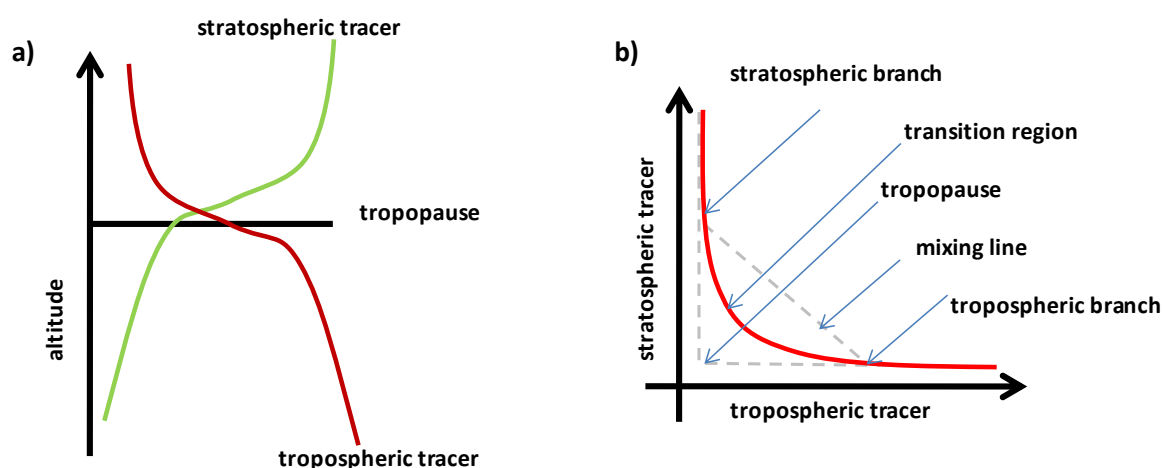 a)
stratospheric tracer
tropopause
altitude
tropospheric tracer
b)
stratospheric branch
transition region
tropopause
mixing line
tropospheric branch
stratospheric tracer
tropospheric tracer